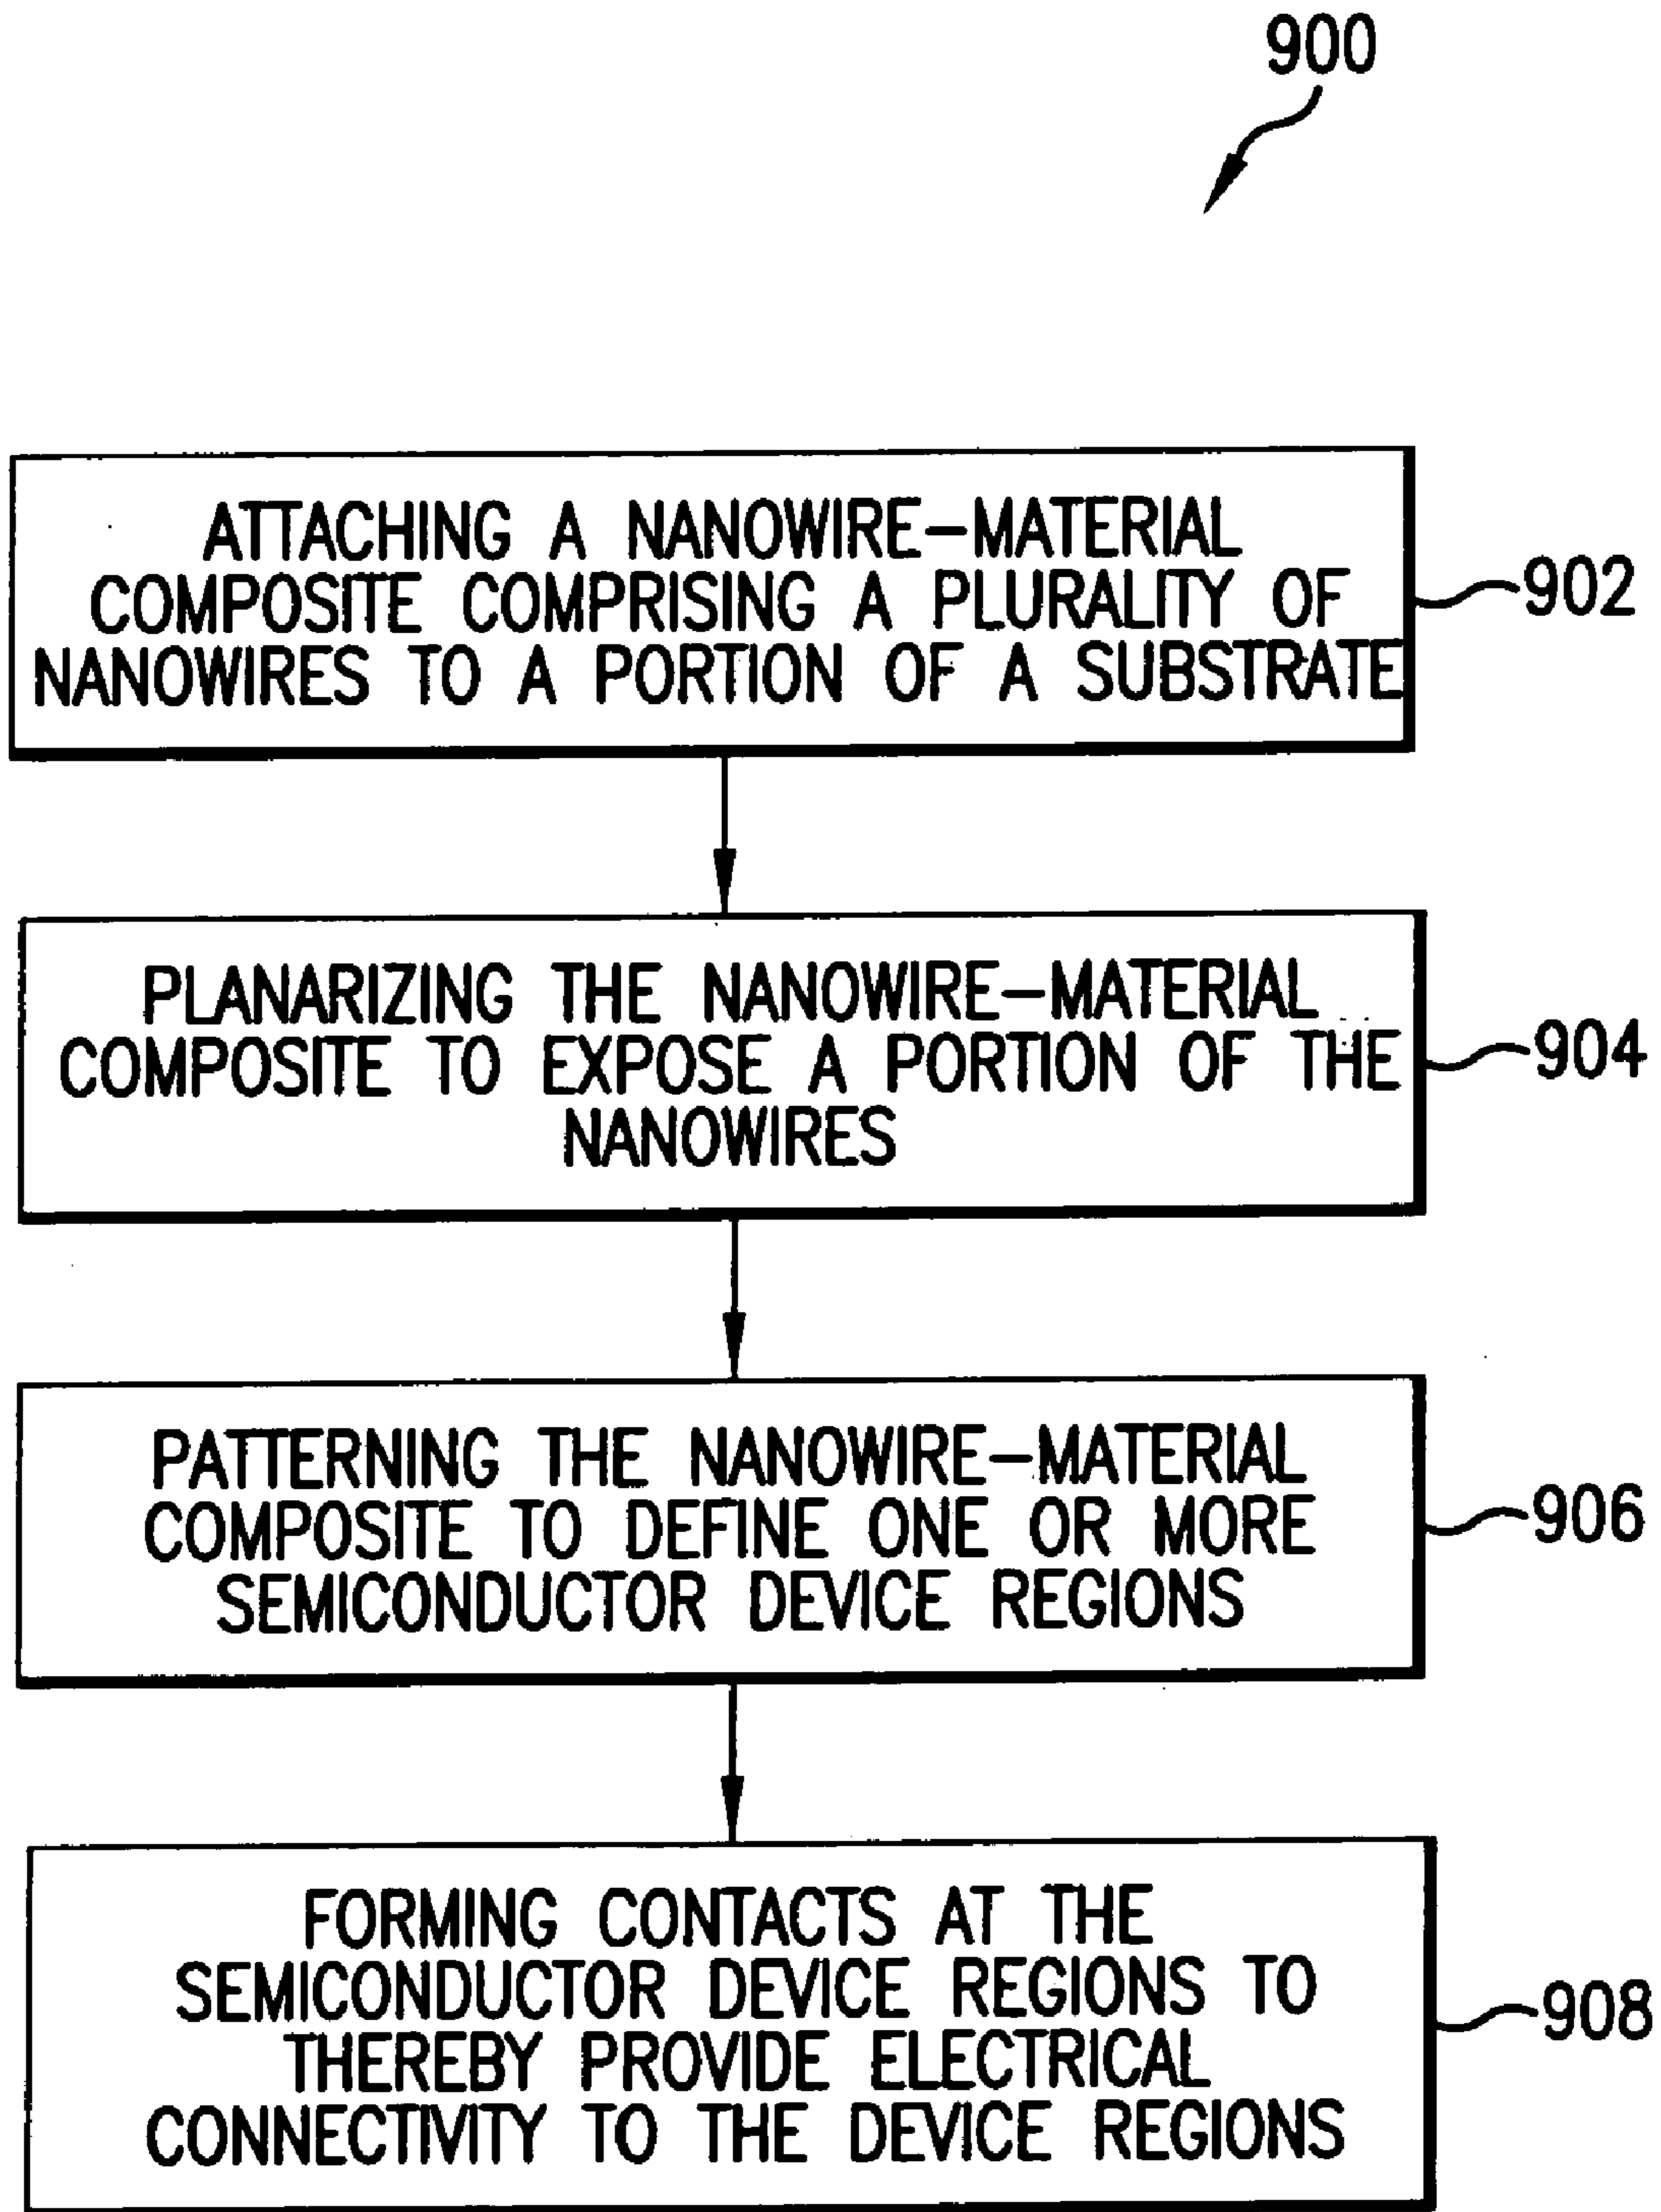 900
ATTACHING A NANOWIRE-MATERIAL
COMPOSITE COMPRISING A PLURALITY OF
NANOWIRES TO A PORTION OF A SUBSTRATE
902
PLANARIZING THE NANOWIRE-MATERIAL
COMPOSITE TO EXPOSE A PORTION OF THE
NANOWIRES
904
PATTERNING THE NANOWIRE-MATERIAL
COMPOSITE TO DEFINE ONE OR MORE
SEMICONDUCTOR DEVICE REGIONS
906
FORMING CONTACTS AT THE
SEMICONDUCTOR DEVICE REGIONS TO
THEREBY PROVIDE ELECTRICAL
CONNECTIVITY TO THE DEVICE REGIONS
908